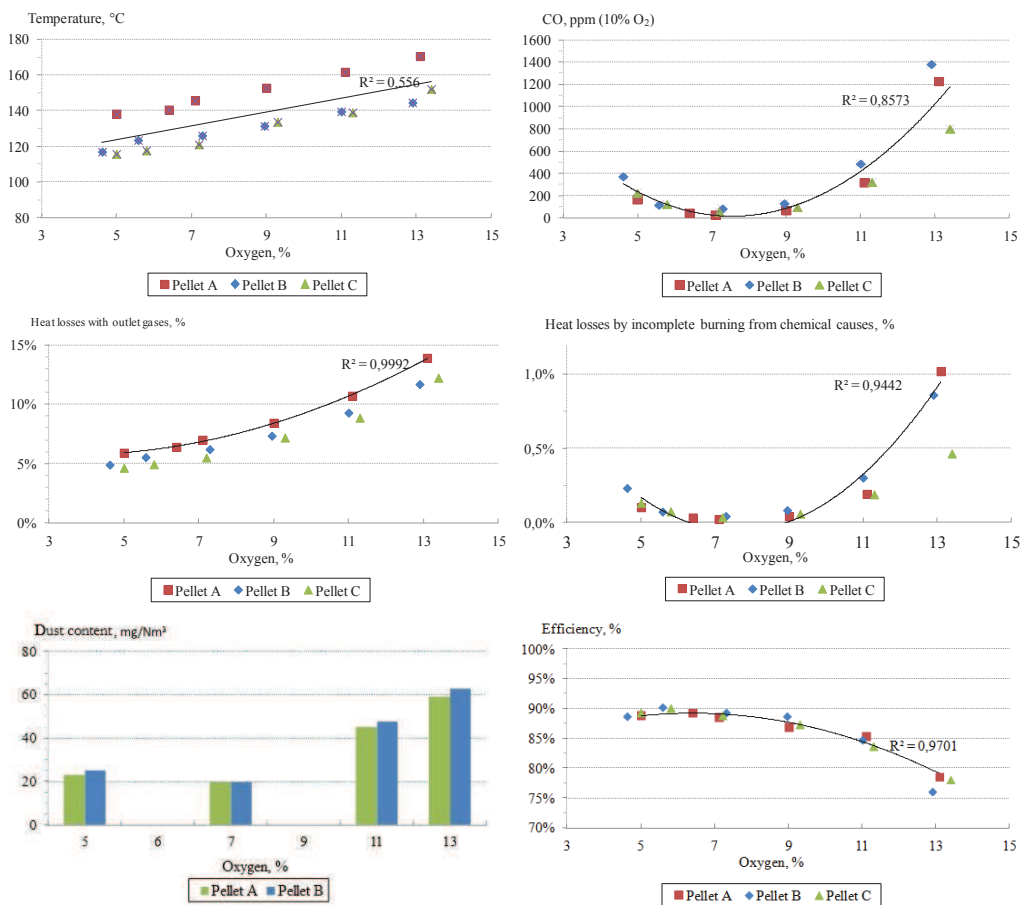 Temperature, °C
180
160
140
120
100
80
R² = 0,556
3 5 7 9 11 13 15
Oxygen, %
Pellet A Pellet B Pellet C
CO, ppm (10% O₂)
1600
1400
1200
1000
800
600
400
200
0
R² = 0,8573
3 5 7 9 11 13 15
Oxygen, %
Pellet A Pellet B Pellet C
Heat losses with outlet gases, %
15%
10%
5%
0%
R² = 0,9992
3 5 7 9 11 13 15
Oxygen, %
Pellet A Pellet B Pellet C
Heat losses by incomplete burning from chemical causes, %
1,0%
0,5%
0,0%
R² = 0,9442
3 5 7 9 11 13 15
Oxygen, %
Pellet A Pellet B Pellet C
Dust content, mg/Nm³
80
60
40
20
0
5 6 7 9 11 13
Oxygen, %
Pellet A Pellet B
Efficiency, %
100%
95%
90%
85%
80%
75%
70%
R² = 0,9701
3 5 7 9 11 13 15
Oxygen, %
Pellet A Pellet B Pellet C